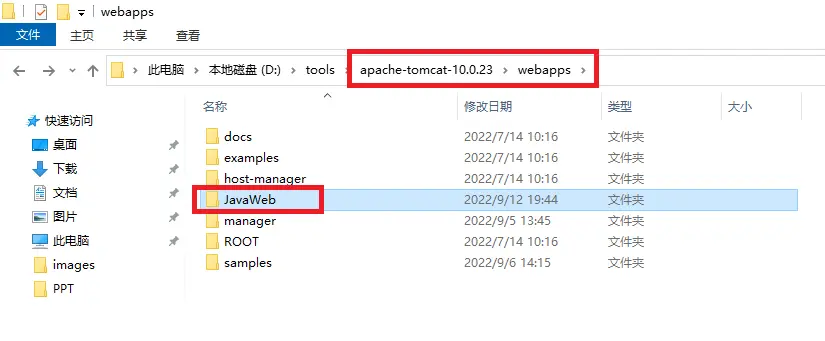 webapps
文件 主页 共享 查看
此电脑 本地磁盘 (D:) tools apache-tomcat-10.0.23 webapps
名称 修改日期 类型 大小
快速访问
桌面
下载
文档
图片
此电脑
images
PPT
docs 2022/7/14 10:16 文件夹
examples 2022/7/14 10:16 文件夹
host-manager 2022/7/14 10:16 文件夹
JavaWeb 2022/9/12 19:44 文件夹
manager 2022/9/5 13:45 文件夹
ROOT 2022/7/14 10:16 文件夹
samples 2022/9/6 14:15 文件夹